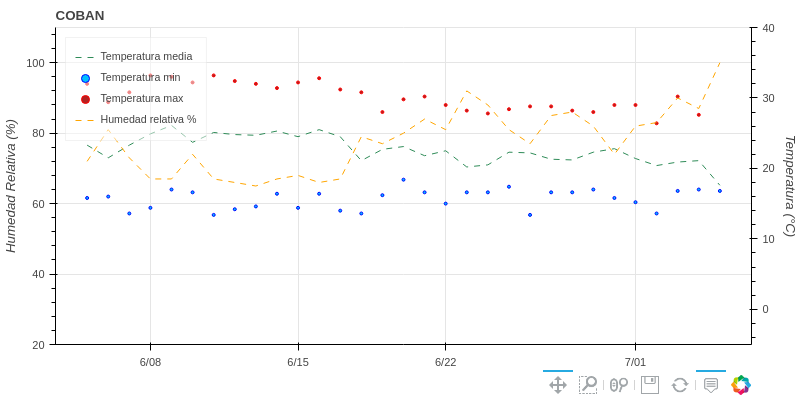 COBAN
Temperatura media
Temperatura min
Temperatura max
Humedad relativa %
Humedad Relativa (%)
100
80
60
40
20
Temperatura (°C)
40
30
20
10
0
6/08
6/15
6/22
7/01